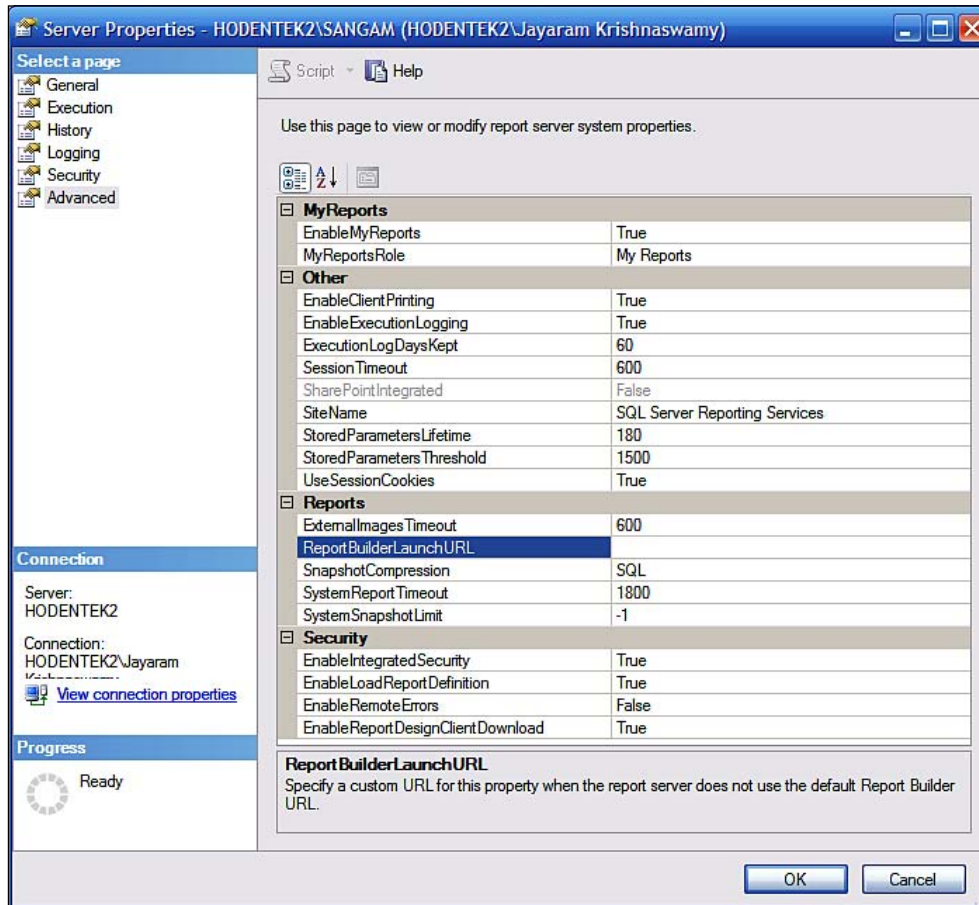 Server Properties - HODENTEK2\SANGAM (HODENTEK2\Jayaram Krishnaswamy)
Select a page
General
Execution
History
Logging
Security
Advanced
Script
Help
Use this page to view or modify report server system properties.
MyReports
EnableMyReports True
MyReportsRole My Reports
Other
EnableClientPrinting True
EnableExecutionLogging True
ExecutionLogDaysKept 60
SessionTimeout 600
SharePointIntegrated False
SiteName SQL Server Reporting Services
StoredParametersLifetime 180
StoredParametersThreshold 1500
UseSessionCookies True
Reports
ExternalImagesTimeout 600
ReportBuilderLaunchURL
SnapshotCompression SQL
SystemReportTimeout 1800
SystemSnapshotLimit -1
Security
EnableIntegratedSecurity True
EnableLoadReportDefinition True
EnableRemoteErrors False
EnableReportDesignClientDownload True
ReportBuilderLaunchURL
Specify a custom URL for this property when the report server does not use the default Report Builder
URL.
Connection
Server:
HODENTEK2
Connection:
HODENTEK2\Jayaram
View connection properties
Progress
Ready
OK
Cancel